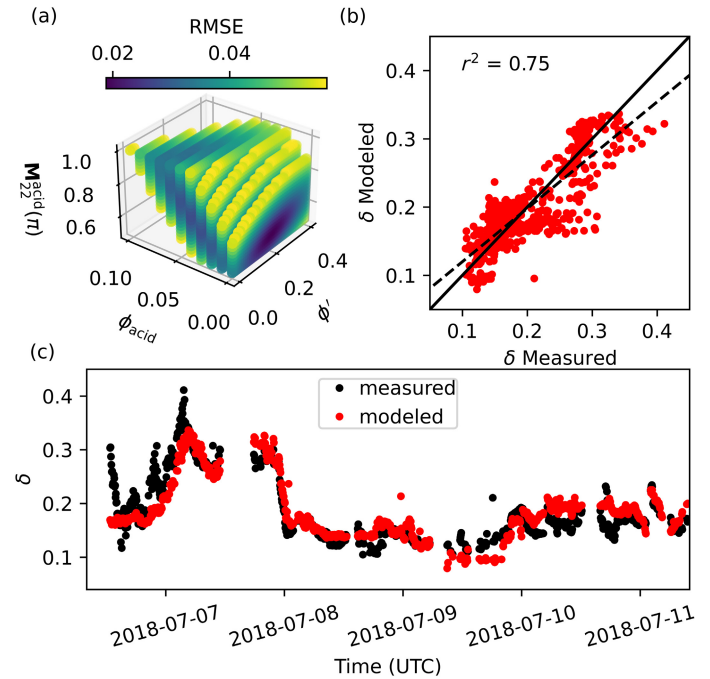 (a)
RMSE
0.02 0.04
1.0
0.8
0.6
M₂₂ᵃᶜⁱᵈ(π)
0.10
0.05
0.00
ϕacid
0.0
0.2
0.4
(b)
r² = 0.75
0.4
0.3
0.2
0.1
δ Modeled
0.1 0.2 0.3 0.4
δ Measured
(c)
measured
modeled
0.4
0.3
0.2
0.1
δ
2018-07-07 2018-07-08 2018-07-09 2018-07-10 2018-07-11
Time (UTC)